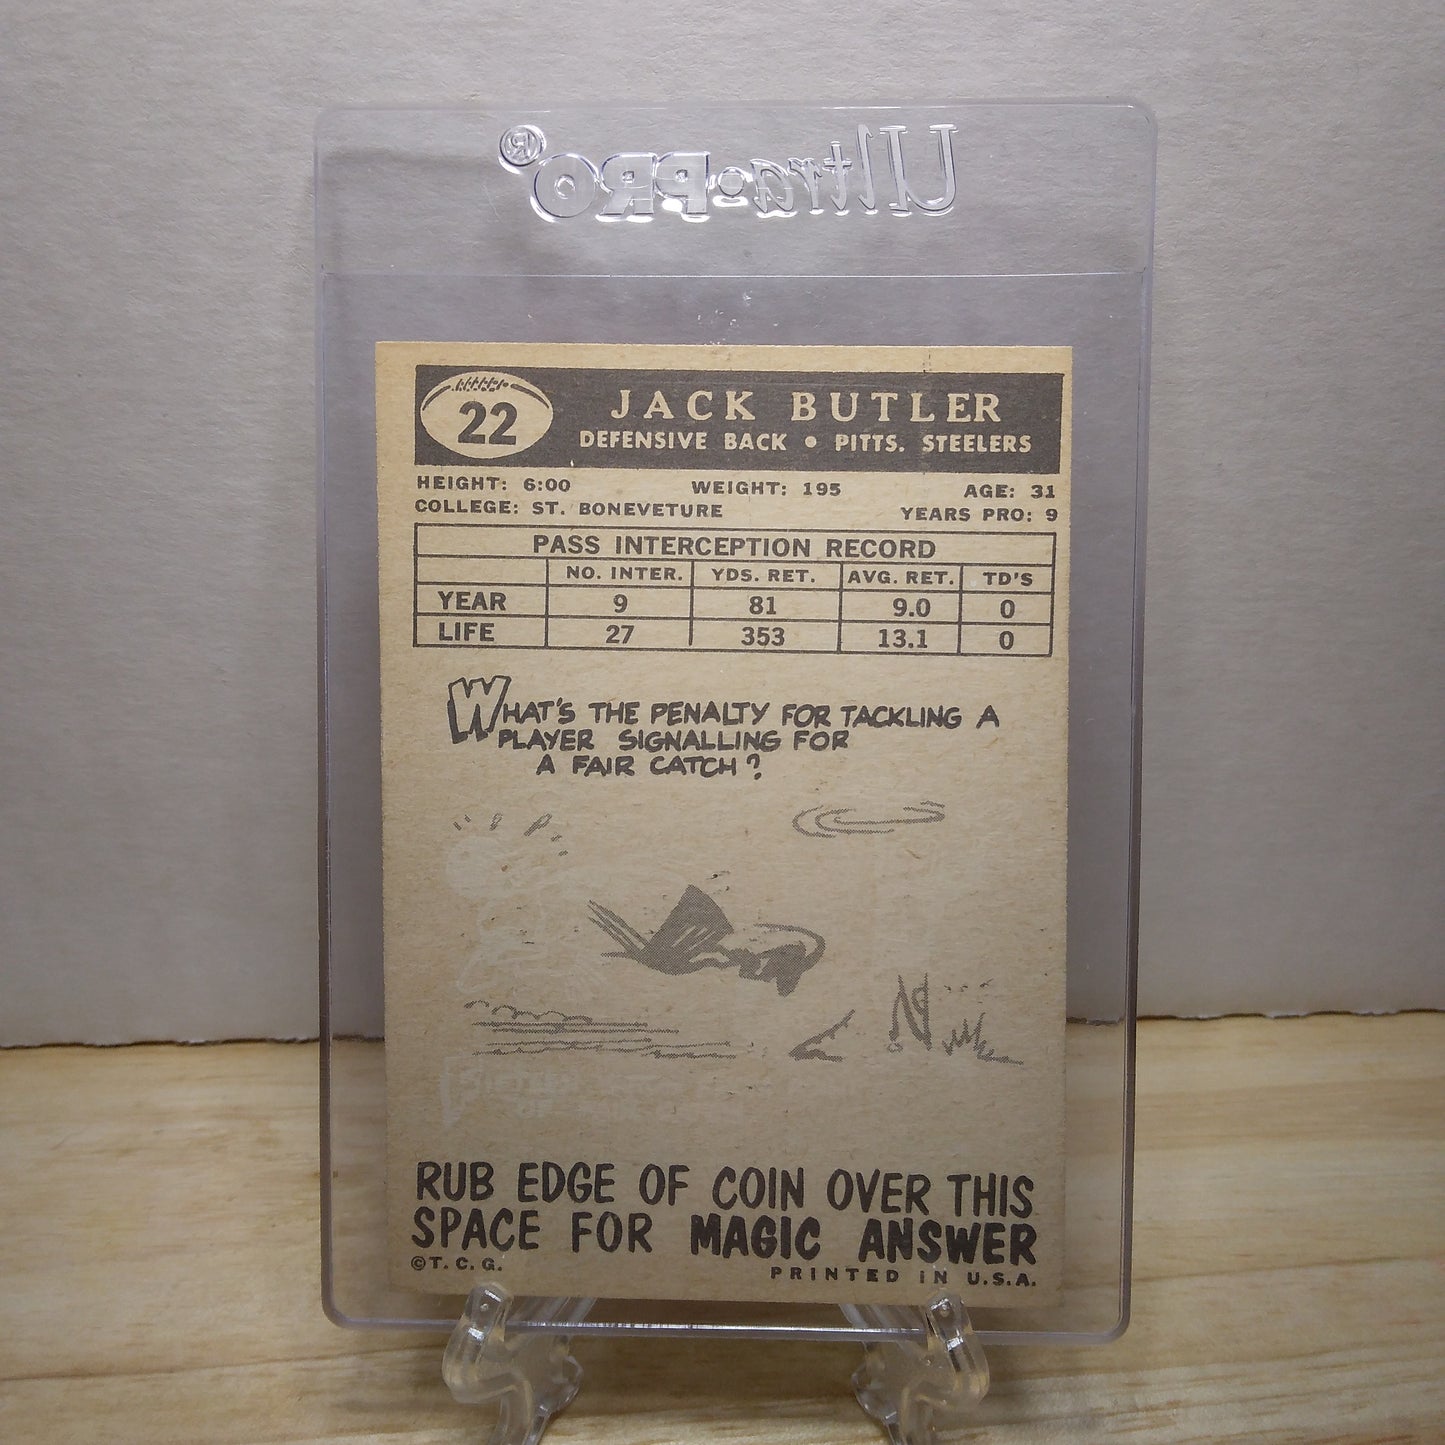 Ultra•PRO®
22
JACK BUTLER
DEFENSIVE BACK • PITTS. STEELERS
HEIGHT: 6:00 WEIGHT: 195 AGE: 31
COLLEGE: ST. BONEVETURE YEARS PRO: 9
PASS INTERCEPTION RECORD
NO. INTER. YDS. RET. AVG. RET. TD'S
YEAR 9 81 9.0 0
LIFE 27 353 13.1 0
WHAT'S THE PENALTY FOR TACKLING A
PLAYER SIGNALLING FOR
A FAIR CATCH?
RUB EDGE OF COIN OVER THIS
SPACE FOR MAGIC ANSWER
©T.C.G.
PRINTED IN U.S.A.